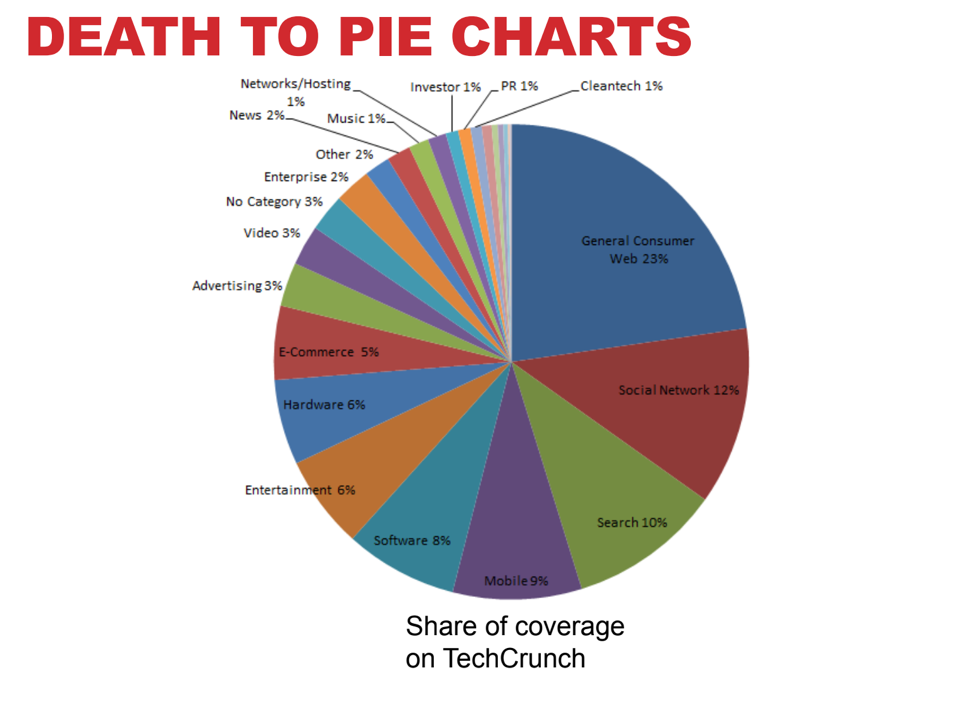 DEATH TO PIE CHARTS
Networks/Hosting
1%
Investor 1%
PR 1%
Cleantech 1%
News 2%
Music 1%
Other 2%
Enterprise 2%
No Category 3%
Video 3%
Advertising 3%
E-Commerce 5%
Hardware 6%
Entertainment 6%
Software 8%
Mobile 9%
Search 10%
Social Network 12%
General Consumer
Web 23%
Share of coverage
on TechCrunch